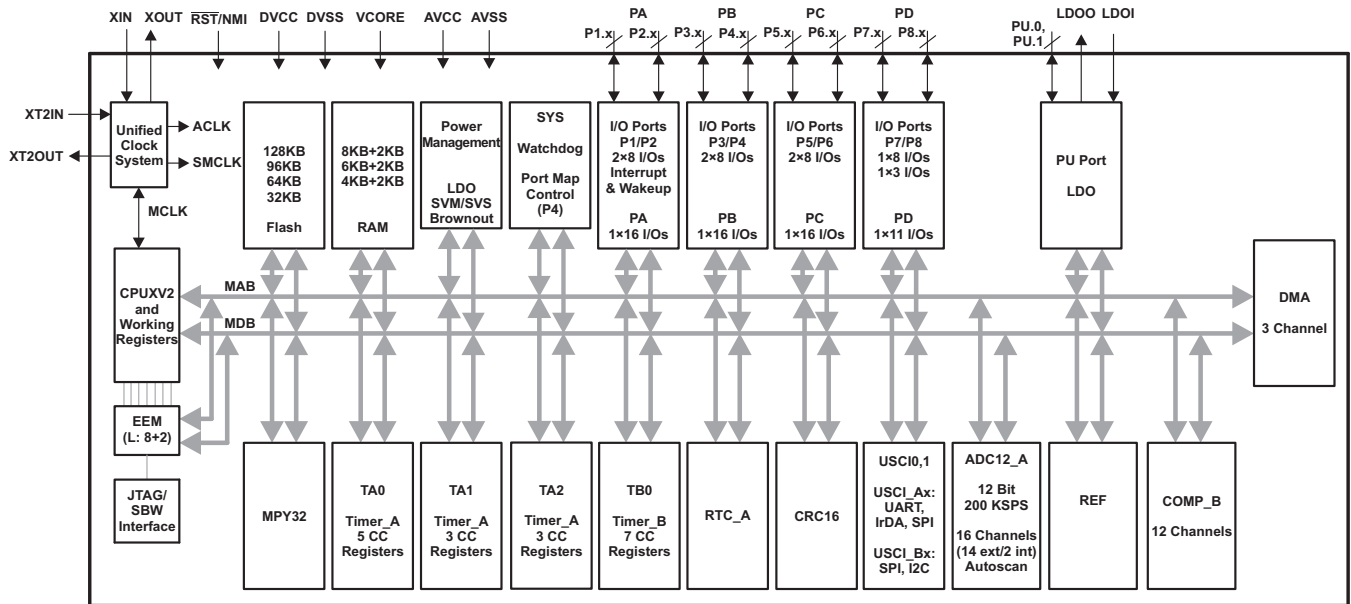 XIN
XOUT
RST/NMI
DVCC
DVSS
VCORE
AVCC
AVSS
PA
P1.x
P2.x
PB
P3.x
P4.x
PC
P5.x
P6.x
PD
P7.x
P8.x
PU.0,
PU.1
LDOO
LDOI
XT2IN
XT2OUT
Unified
Clock
System
ACLK
SMCLK
MCLK
128KB
96KB
64KB
32KB
Flash
8KB+2KB
6KB+2KB
4KB+2KB
RAM
Power
Management
LDO
SVM/SVS
Brownout
SYS
Watchdog
Port Map
Control
(P4)
I/O Ports
P1/P2
2×8 I/Os
Interrupt
& Wakeup
PA
1×16 I/Os
I/O Ports
P3/P4
2×8 I/Os
PB
1×16 I/Os
I/O Ports
P5/P6
2×8 I/Os
PC
1×16 I/Os
I/O Ports
P7/P8
1×8 I/Os
1×3 I/Os
PD
1×11 I/Os
PU Port
LDO
CPUXV2
and
Working
Registers
MAB
MDB
DMA
3 Channel
EEM
(L: 8+2)
JTAG/
SBW
Interface
MPY32
TA0
Timer_A
5 CC
Registers
TA1
Timer_A
3 CC
Registers
TA2
Timer_A
3 CC
Registers
TB0
Timer_B
7 CC
Registers
RTC_A
CRC16
USCI0,1
USCI_Ax:
UART,
IrDA, SPI
USCI_Bx:
SPI, I2C
ADC12_A
12 Bit
200 KSPS
16 Channels
(14 ext/2 int)
Autoscan
REF
COMP_B
12 Channels